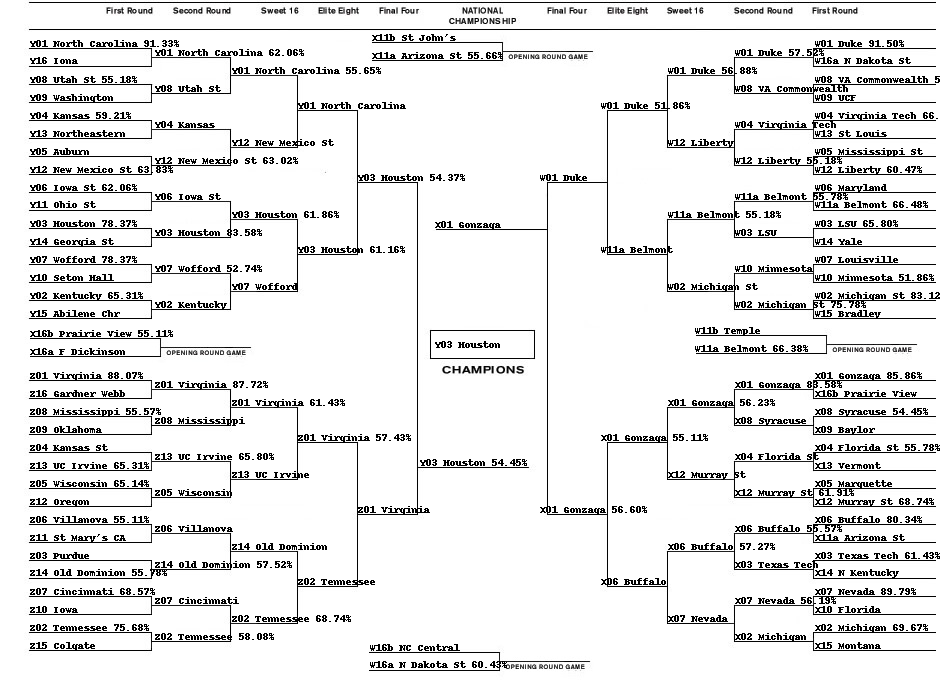 First Round
Second Round
Sweet 16
Elite Eight
Final Four
NATIONAL
CHAMPIONSHIP
Final Four
Elite Eight
Sweet 16
Second Round
First Round
Y01 North Carolina 91.33%
Y16 Iona
Y08 Utah St 55.18%
Y09 Washington
Y04 Kansas 59.21%
Y13 Northeastern
Y05 Auburn
Y12 New Mexico St 63.83%
Y06 Iowa St 62.06%
Y11 Ohio St
Y03 Houston 78.37%
Y14 Georgia St
Y07 Wofford 78.37%
Y10 Seton Hall
Y02 Kentucky 65.31%
Y15 Abilene Chr
Y01 North Carolina 62.06%
Y08 Utah St
Y04 Kansas
Y12 New Mexico St 63.02%
Y06 Iowa St
Y03 Houston 83.58%
Y07 Wofford 52.74%
Y02 Kentucky
Y01 North Carolina 55.65%
Y12 New Mexico St
Y03 Houston 61.86%
Y07 Wofford
Y01 North Carolina
Y03 Houston 61.16%
Y03 Houston 54.37%
X16b Prairie View 55.11%
X16a F Dickinson
OPENING ROUND GAME
Z01 Virginia 88.07%
Z16 Gardner Webb
Z08 Mississippi 55.57%
Z09 Oklahoma
Z04 Kansas St
Z13 UC Irvine 65.31%
Z05 Wisconsin 65.14%
Z12 Oregon
Z06 Villanova 55.11%
Z11 St Mary's CA
Z03 Purdue
Z14 Old Dominion 55.78%
Z07 Cincinnati 68.57%
Z10 Iowa
Z02 Tennessee 75.68%
Z15 Colgate
Z01 Virginia 87.72%
Z08 Mississippi
Z13 UC Irvine 65.80%
Z05 Wisconsin
Z06 Villanova
Z14 Old Dominion 57.52%
Z07 Cincinnati
Z02 Tennessee 58.08%
Z01 Virginia 61.43%
Z13 UC Irvine
Z14 Old Dominion
Z02 Tennessee 68.74%
Z01 Virginia 57.43%
Z02 Tennessee
Z01 Virginia
X11b St John's
X11a Arizona St 55.66%
OPENING ROUND GAME
X01 Gonzaga
Y03 Houston
CHAMPIONS
Y03 Houston 54.45%
W16b NC Central
W16a N Dakota St 60.43%
OPENING ROUND GAME
W01 Duke
W01 Duke 51.86%
W11a Belmont
W01 Duke 56.88%
W12 Liberty
W11a Belmont 55.18%
W02 Michigan St
W01 Duke 57.52%
W08 VA Commonwealth
W04 Virginia Tech
W12 Liberty 55.18%
W11a Belmont 55.78%
W03 LSU
W10 Minnesota
W02 Michigan St 75.78%
W01 Duke 91.50%
W16a N Dakota St
W08 VA Commonwealth 5
W09 UCF
W04 Virginia Tech 66.
W13 St Louis
W05 Mississippi St
W12 Liberty 60.47%
W06 Maryland
W11a Belmont 66.48%
W03 LSU 65.80%
W14 Yale
W07 Louisville
W10 Minnesota 51.86%
W02 Michigan St 83.12
W15 Bradley
W11b Temple
W11a Belmont 66.38%
OPENING ROUND GAME
X01 Gonzaga 56.60%
X01 Gonzaga 55.11%
X06 Buffalo
X01 Gonzaga 56.23%
X12 Murray St
X06 Buffalo 57.27%
X07 Nevada
X01 Gonzaga 83.58%
X08 Syracuse
X04 Florida St
X12 Murray St 61.91%
X06 Buffalo 55.57%
X03 Texas Tech
X07 Nevada 56.19%
X02 Michigan
X01 Gonzaga 85.86%
X16b Prairie View
X08 Syracuse 54.45%
X09 Baylor
X04 Florida St 55.78%
X13 Vermont
X05 Marquette
X12 Murray St 68.74%
X06 Buffalo 80.34%
X11a Arizona St
X03 Texas Tech 61.43%
X14 N Kentucky
X07 Nevada 89.79%
X10 Florida
X02 Michigan 69.67%
X15 Montana